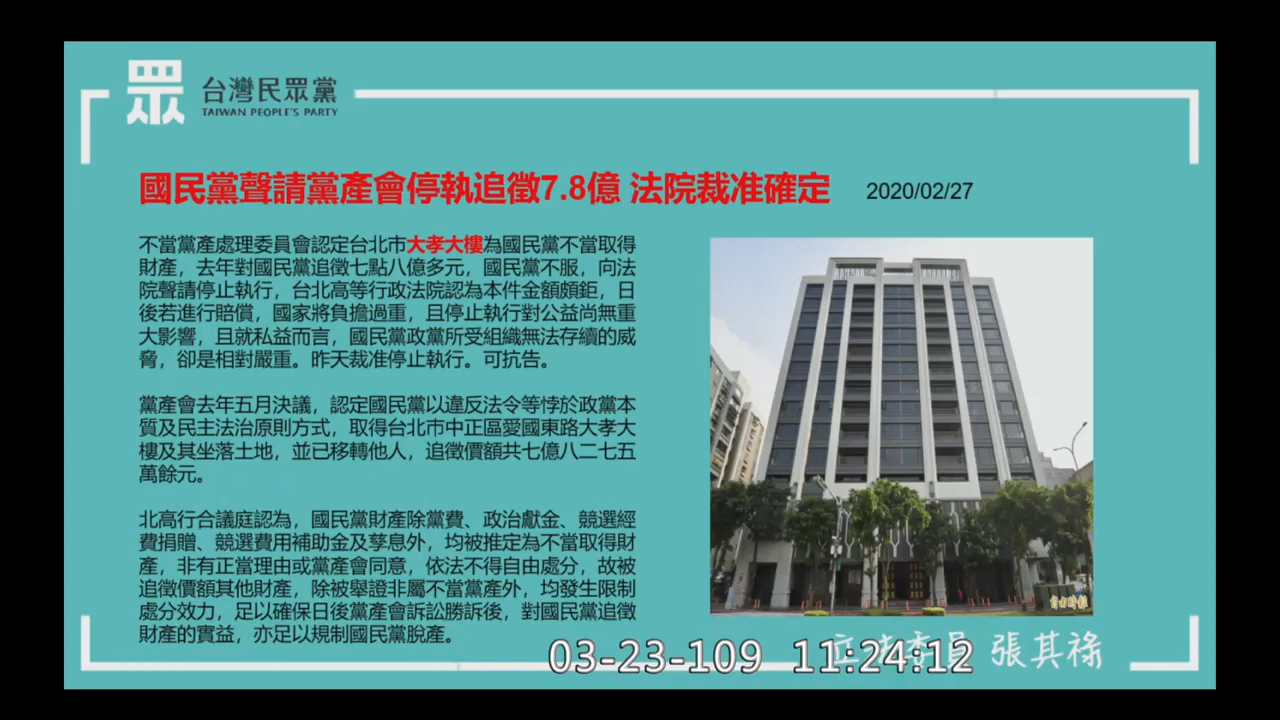 眾 台灣民眾黨
TAIWAN PEOPLE'S PARTY
國民黨聲請黨產會停執追徵7.8億 法院裁准確定 2020/02/27
不當黨產處理委員會認定台北市大孝大樓為國民黨不當取得
財產，去年對國民黨追徵七點八億多元，國民黨不服，向法
院聲請停止執行，台北高等行政法院認為本件金額頗鉅，日
後若進行賠償，國家將負擔過重，且停止執行對公益尚無重
大影響，且就私益而言，國民黨政黨所受組織無法存續的威
脅，卻是相對嚴重。昨天裁准停止執行。可抗告。
黨產會去年五月決議，認定國民黨以違反法令等悖於政黨本
質及民主法治原則方式，取得台北市中正區愛國東路大孝大
樓及其坐落土地，並已移轉他人，追徵價額共七億八二七五
萬餘元。
北高行合議庭認為，國民黨財產除黨費、政治獻金、競選經
費捐贈、競選費用補助金及孳息外，均被推定為不當取得財
產，非有正當理由或黨產會同意，依法不得自由處分，故被
追徵價額其他財產，除被舉證非屬不當黨產外，均發生限制
處分效力，足以確保日後黨產會訴訟勝訴後，對國民黨追徵
財產的實益，亦足以規制國民黨脫產。
自由時報
立法委員 張其祿
03-23-109 11:24:12